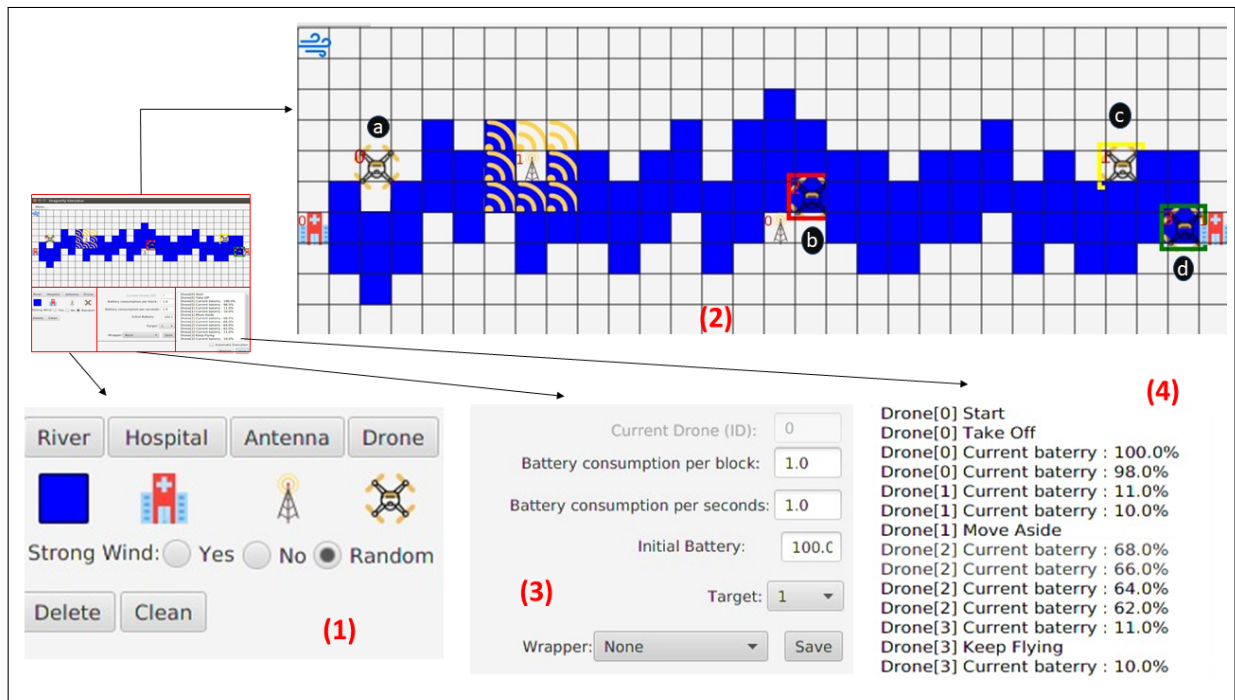 a
c
0
1
1
b
0
0
d
(2)
(4)
River Hospital Antenna Drone
Strong Wind: Yes No Random
Delete Clean
(1)
Current Drone (ID): 0
Battery consumption per block: 1.0
Battery consumption per seconds: 1.0
Initial Battery: 100.0
(3)
Target: 1
Wrapper: None Save
Drone[0] Start
Drone[0] Take Off
Drone[0] Current baterry : 100.0%
Drone[0] Current baterry : 98.0%
Drone[1] Current baterry : 11.0%
Drone[1] Current baterry : 10.0%
Drone[1] Move Aside
Drone[2] Current baterry : 68.0%
Drone[2] Current baterry : 66.0%
Drone[2] Current baterry : 64.0%
Drone[2] Current baterry : 62.0%
Drone[3] Current baterry : 11.0%
Drone[3] Keep Flying
Drone[3] Current baterry : 10.0%